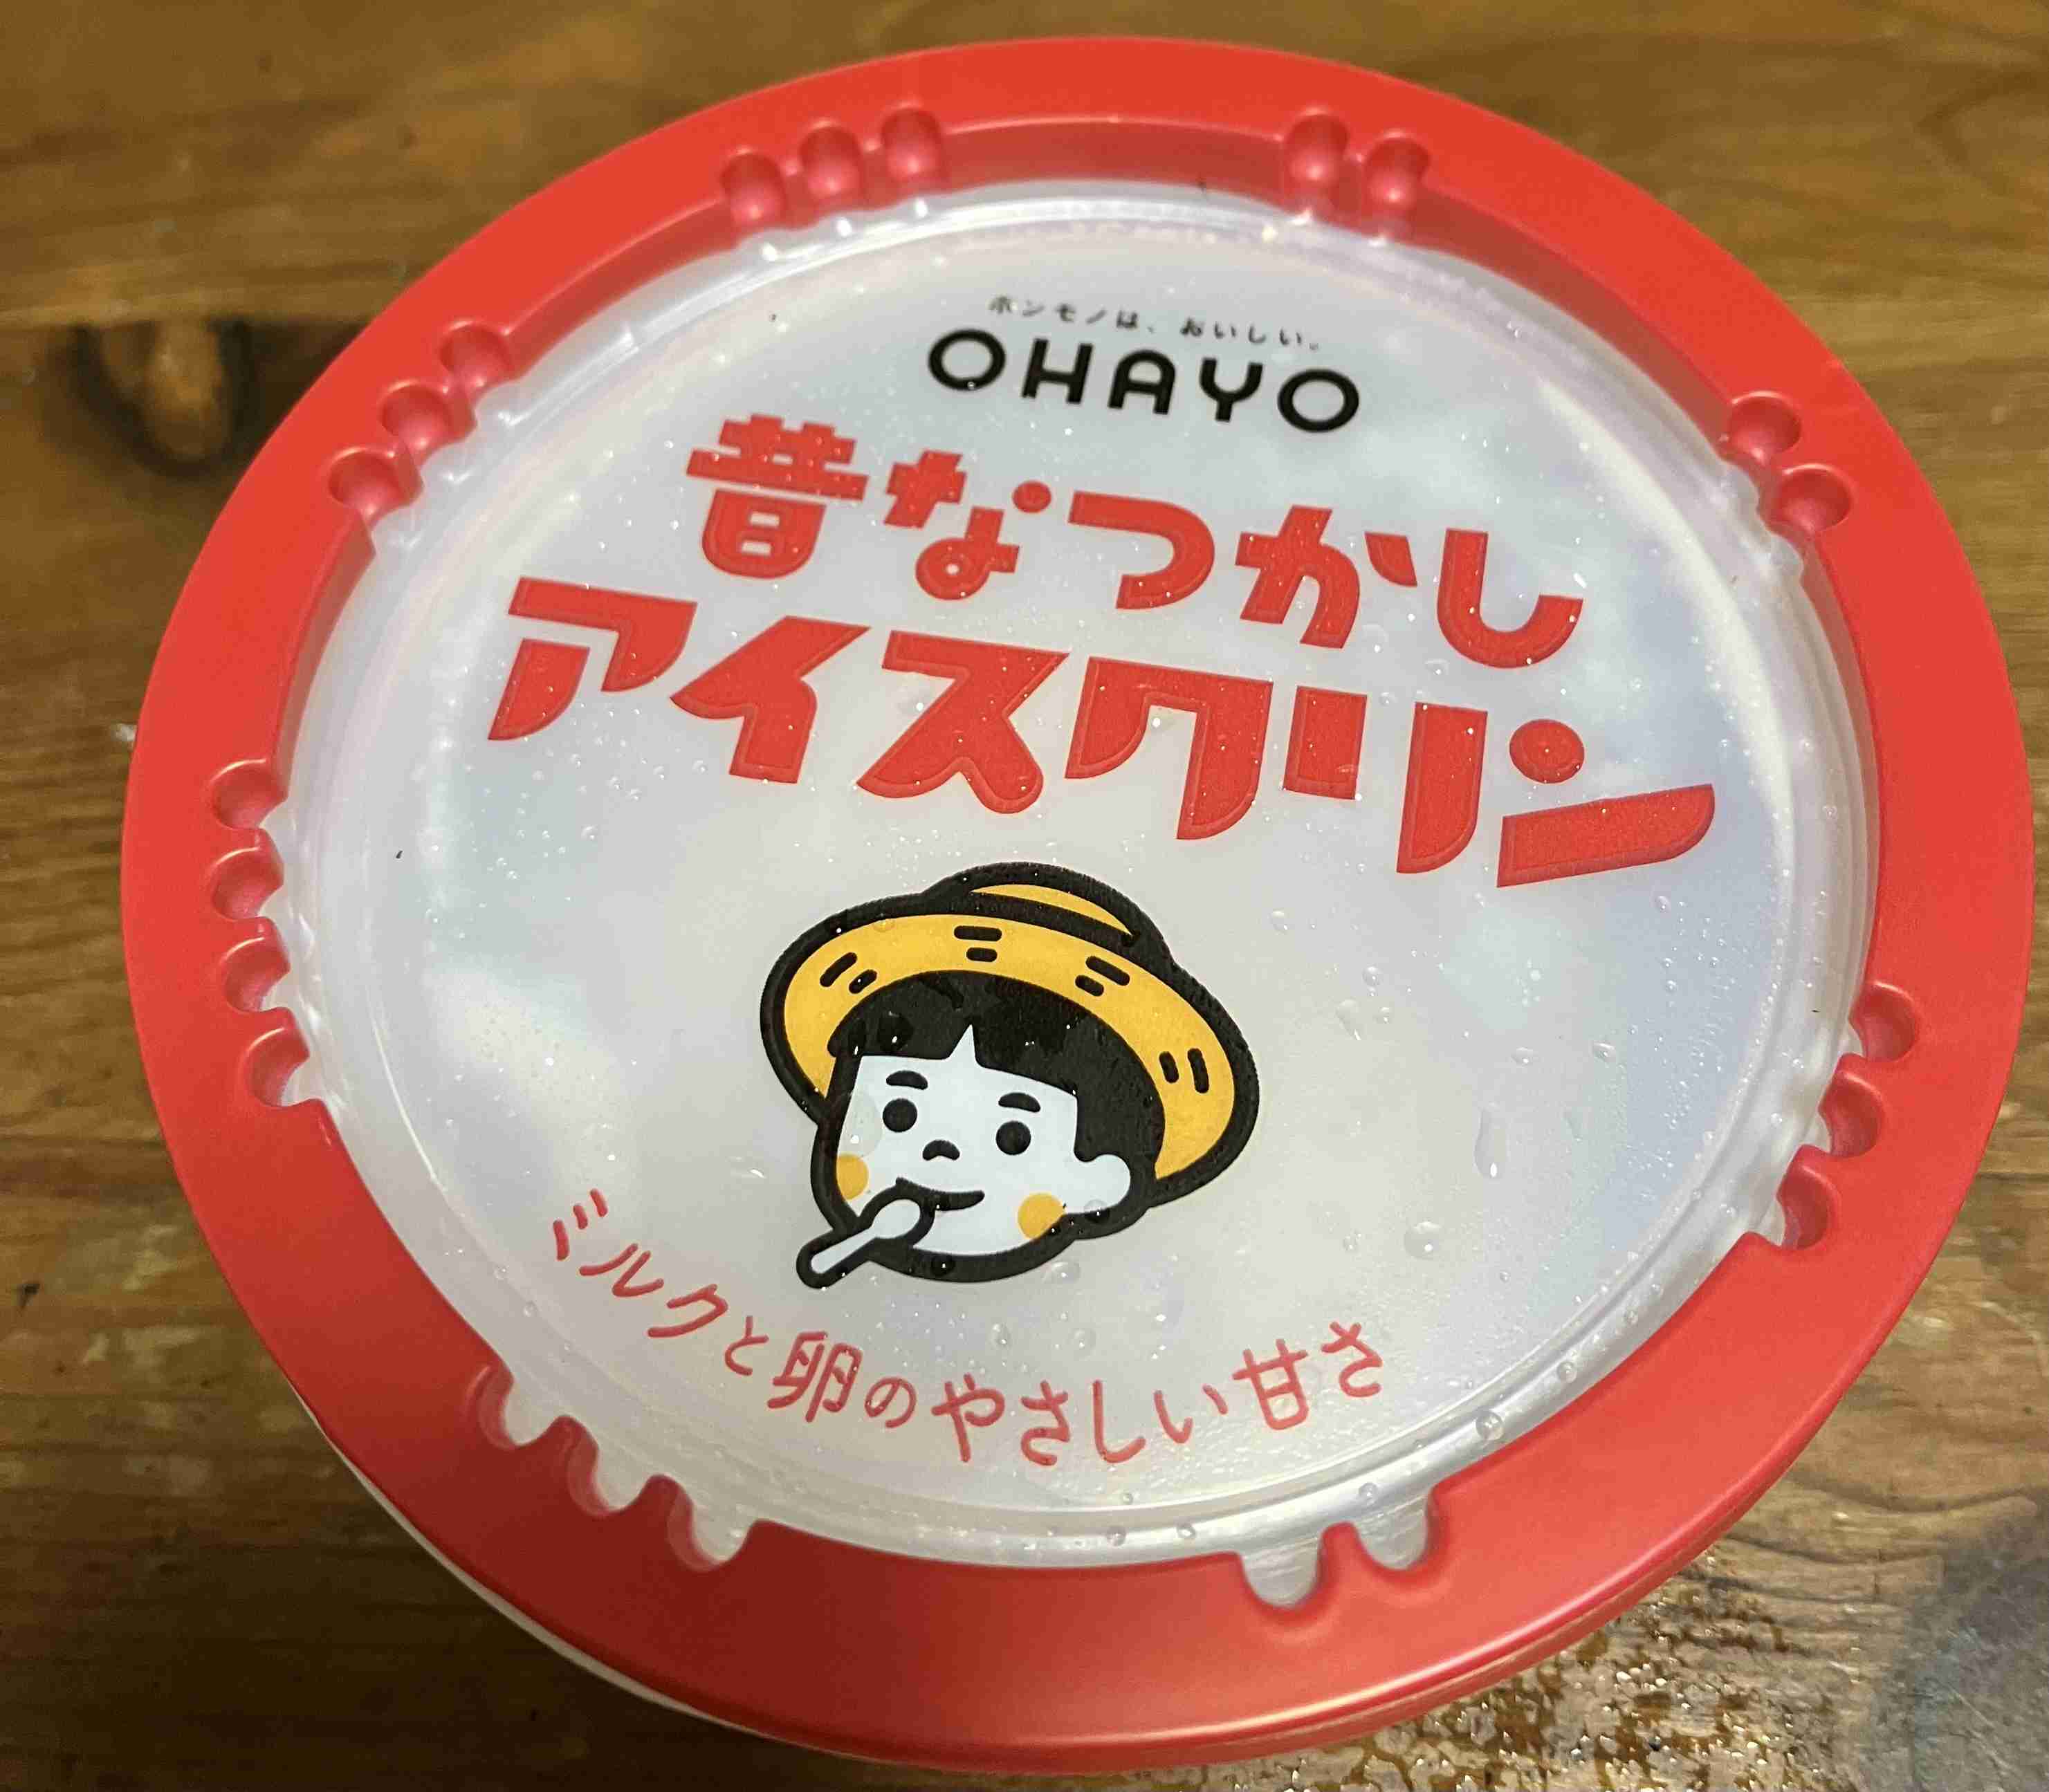 ホンモノは、おいしい。
OHAYO
昔なつかし
アイスクリン
ミルクと卵のやさしい甘さ